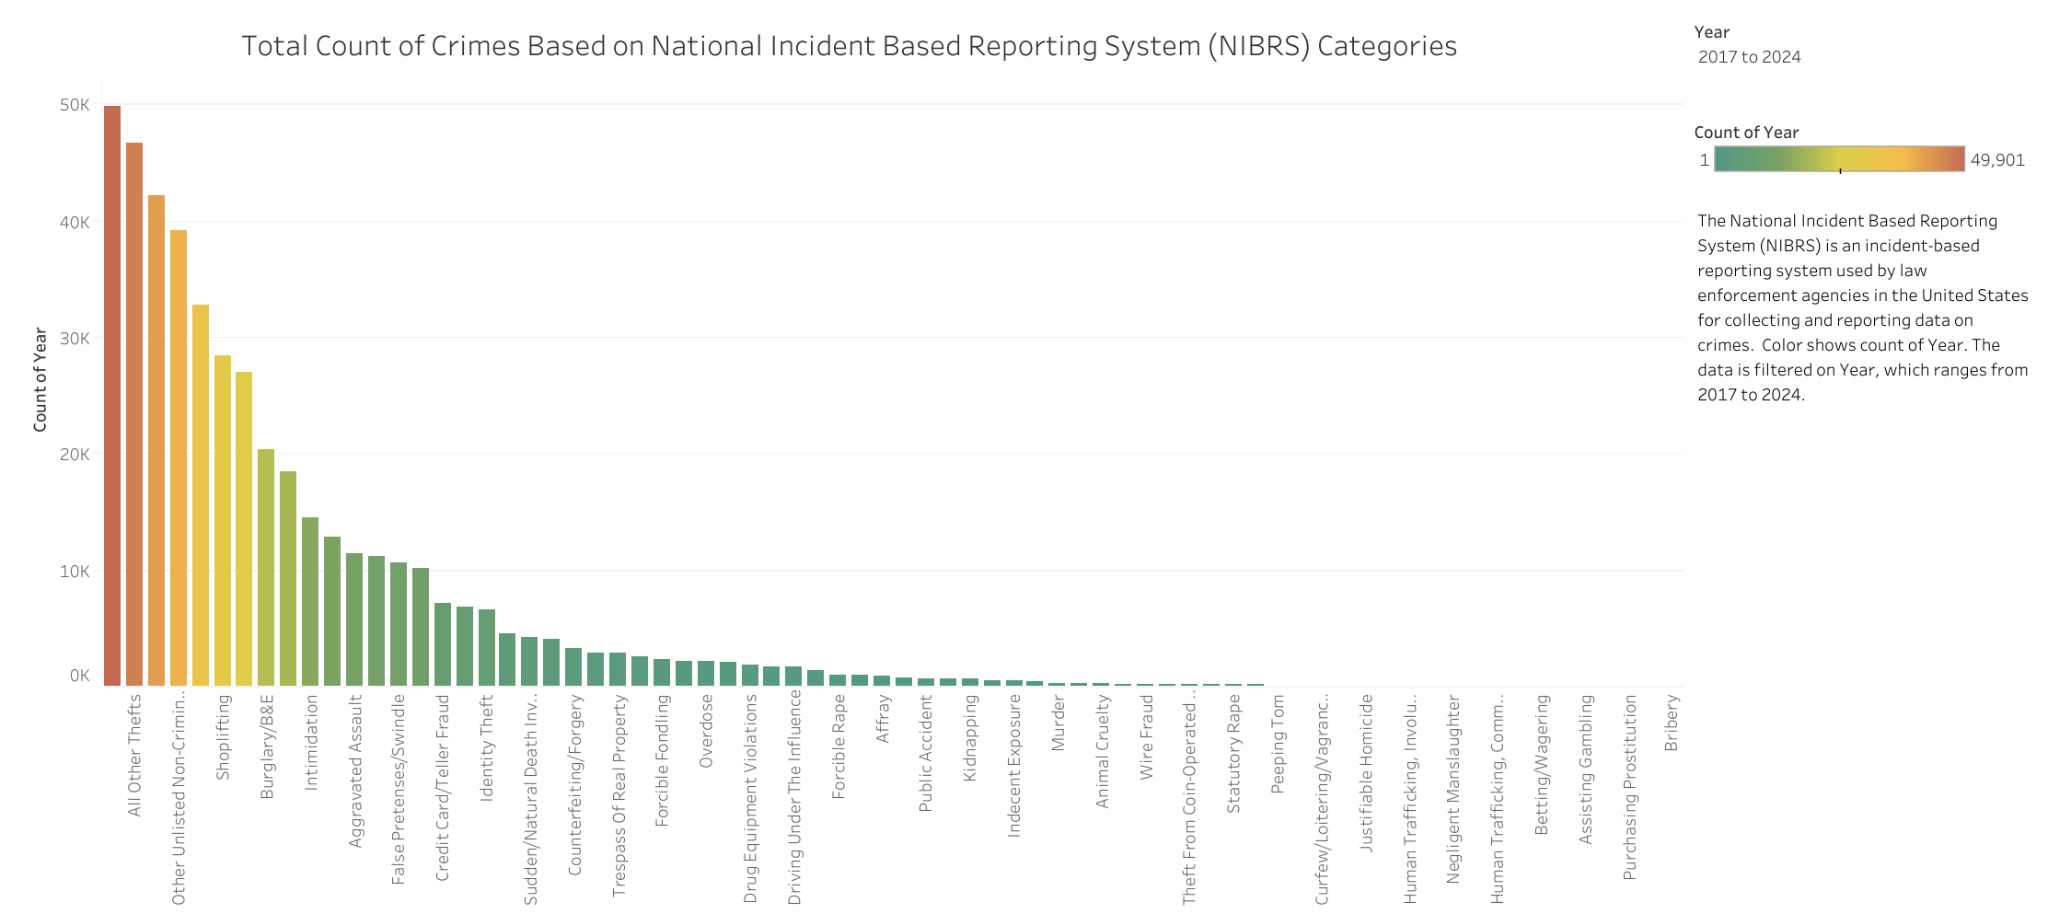 Total Count of Crimes Based on National Incident Based Reporting System (NIBRS) Categories
Year
2017 to 2024
Count of Year
1
49,901
The National Incident Based Reporting
System (NIBRS) is an incident-based
reporting system used by law
enforcement agencies in the United States
for collecting and reporting data on
crimes. Color shows count of Year. The
data is filtered on Year, which ranges from
2017 to 2024.
Count of Year
50K
40K
30K
20K
10K
0K
All Other Thefts
Other Unlisted Non-Crimin..
Shoplifting
Burglary/B&E
Intimidation
Aggravated Assault
False Pretenses/Swindle
Credit Card/Teller Fraud
Identity Theft
Sudden/Natural Death Inv..
Counterfeiting/Forgery
Trespass Of Real Property
Forcible Fondling
Overdose
Drug Equipment Violations
Driving Under The Influence
Forcible Rape
Affray
Public Accident
Kidnapping
Indecent Exposure
Murder
Animal Cruelty
Wire Fraud
Theft From Coin-Operated ..
Statutory Rape
Peeping Tom
Curfew/Loitering/Vagranc..
Justifiable Homicide
Human Trafficking, Involu..
Negligent Manslaughter
Human Trafficking, Comm..
Betting/Wagering
Assisting Gambling
Purchasing Prostitution
Bribery